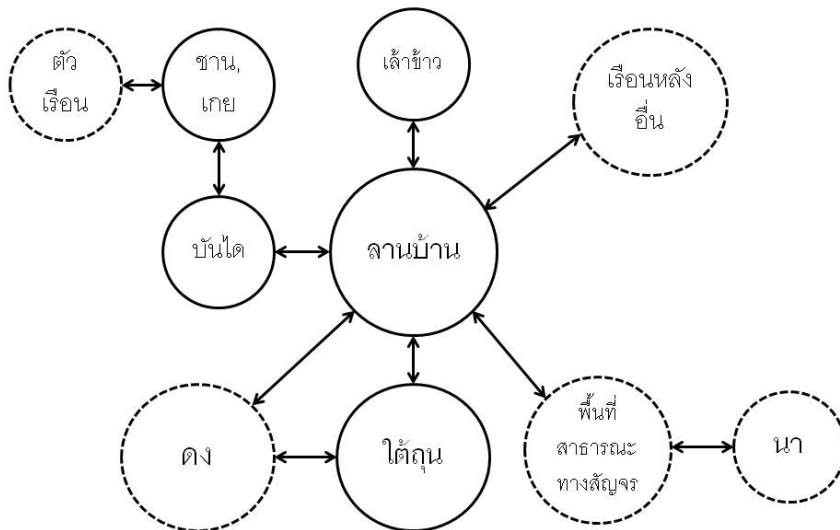 ตัว
เรือน
ชาน,
เกย
เล้าข้าว
เรือนหลัง
อื่น
บันได
ลานบ้าน
ดง
ใต้ถุน
พื้นที่
สาธารณะ
ทางสัญจร
นา